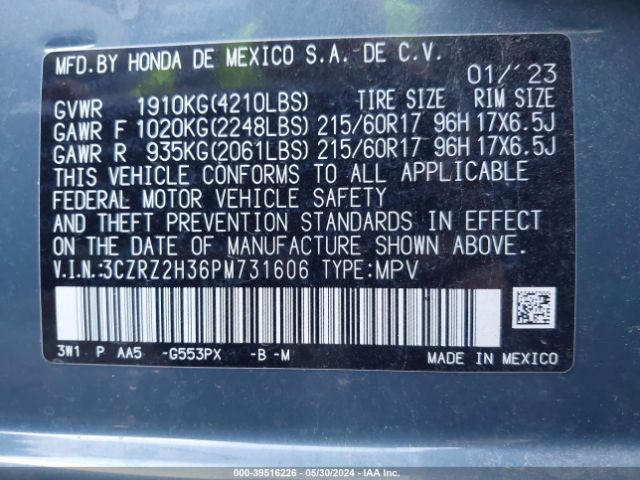 MFD.BY HONDA DE MEXICO S.A. DE C.V.
01/'23
GVWR 1910KG(4210LBS) TIRE SIZE RIM SIZE
GAWR F 1020KG(2248LBS) 215/60R17 96H 17X6.5J
GAWR R 935KG(2061LBS) 215/60R17 96H 17X6.5J
THIS VEHICLE CONFORMS TO ALL APPLICABLE
FEDERAL MOTOR VEHICLE SAFETY
AND THEFT PREVENTION STANDARDS IN EFFECT
ON THE DATE OF MANUFACTURE SHOWN ABOVE.
V.I.N.:3CZRZ2H36PM731606 TYPE:MPV
3W1 P AA5 -G553PX -B -M
MADE IN MEXICO
000-39516226 - 05/30/2024 - IAA Inc.